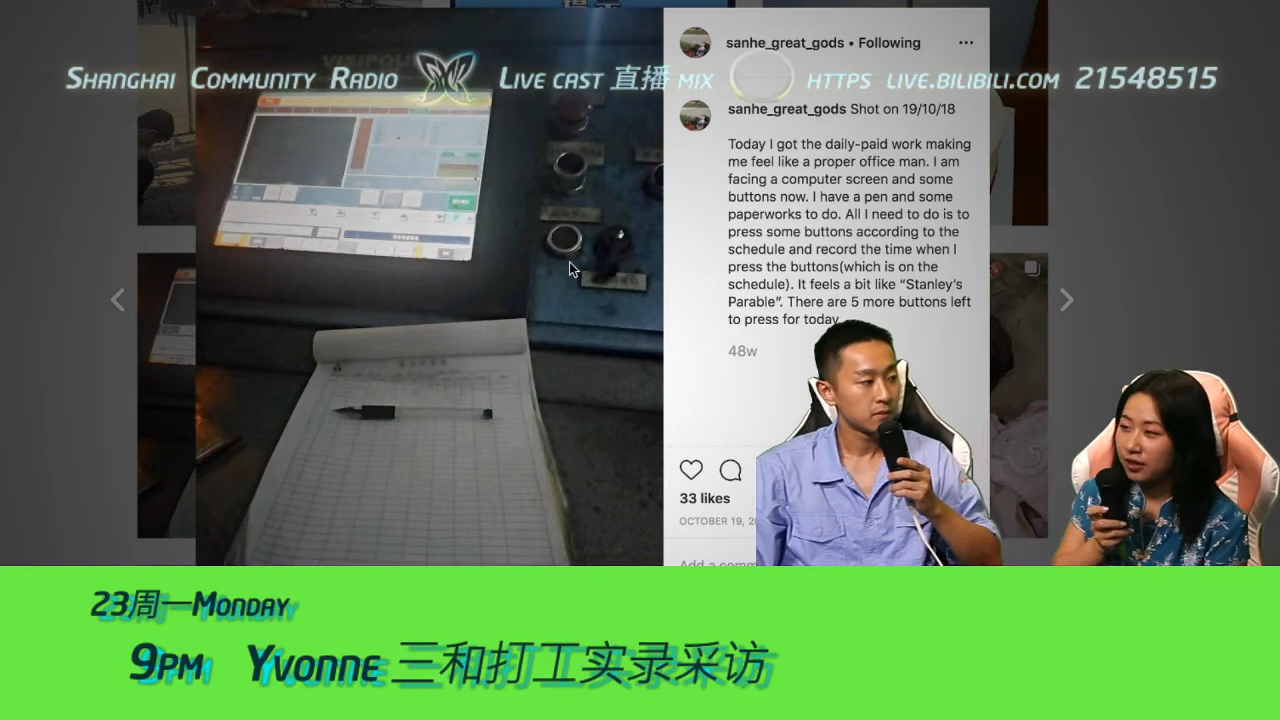 Shanghai Community Radio
Live cast 直播 mix
https live.bilibili.com 21548515
sanhe_great_gods • Following
sanhe_great_gods Shot on 19/10/18
Today I got the daily-paid work making
me feel like a proper office man. I am
facing a computer screen and some
buttons now. I have a pen and some
paperworks to do. All I need to do is to
press some buttons according to the
schedule and record the time when I
press the buttons(which is on the
schedule). It feels a bit like “Stanley’s
Parable”. There are 5 more buttons left
to press for today
48w
33 likes
OCTOBER 19, 2
Add a comm
23周一Monday
9pm Yvonne 三和打工实录采访